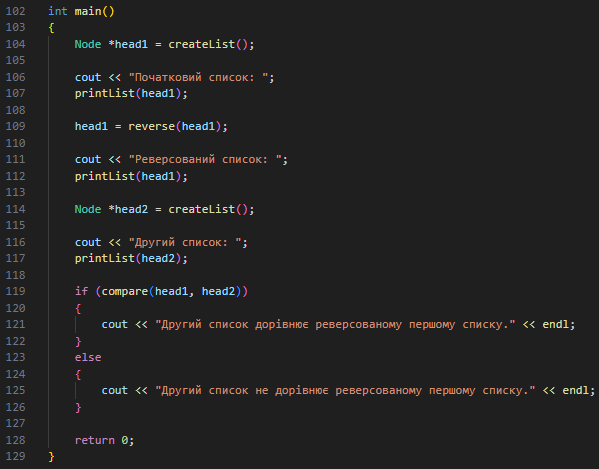 102 int main()
103 {
104 Node *head1 = createList();
105
106 cout << "Початковий список: ";
107 printList(head1);
108
109 head1 = reverse(head1);
110
111 cout << "Реверсований список: ";
112 printList(head1);
113
114 Node *head2 = createList();
115
116 cout << "Другий список: ";
117 printList(head2);
118
119 if (compare(head1, head2))
120 {
121 cout << "Другий список дорівнює реверсованому першому списку." << endl;
122 }
123 else
124 {
125 cout << "Другий список не дорівнює реверсованому першому списку." << endl;
126 }
127
128 return 0;
129 }